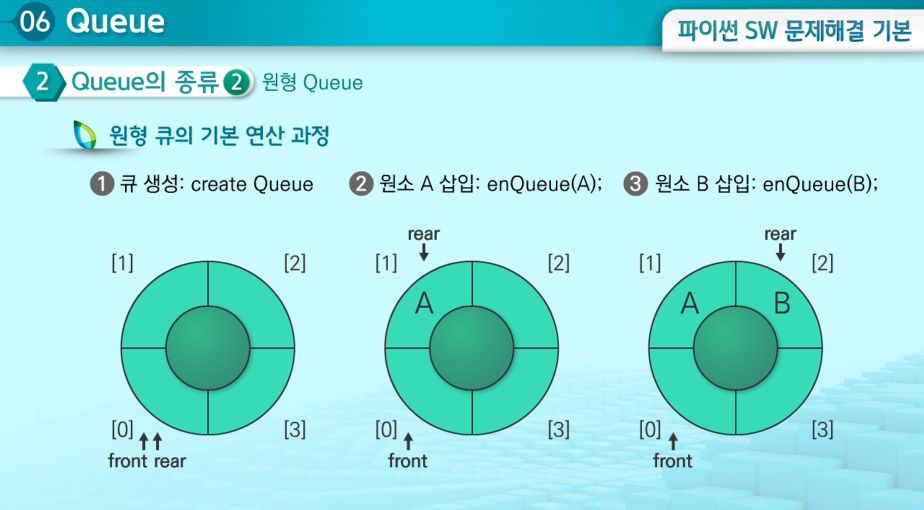 06 Queue
파이썬 SW 문제해결 기본
2 Queue의 종류 2 원형 Queue
원형 큐의 기본 연산 과정
1 큐 생성: create Queue
[1] [2]
[0] [3]
front rear
2 원소 A 삽입: enQueue(A);
rear
[1] [2]
A
[0] [3]
front
3 원소 B 삽입: enQueue(B);
rear
[1] [2]
A B
[0] [3]
front